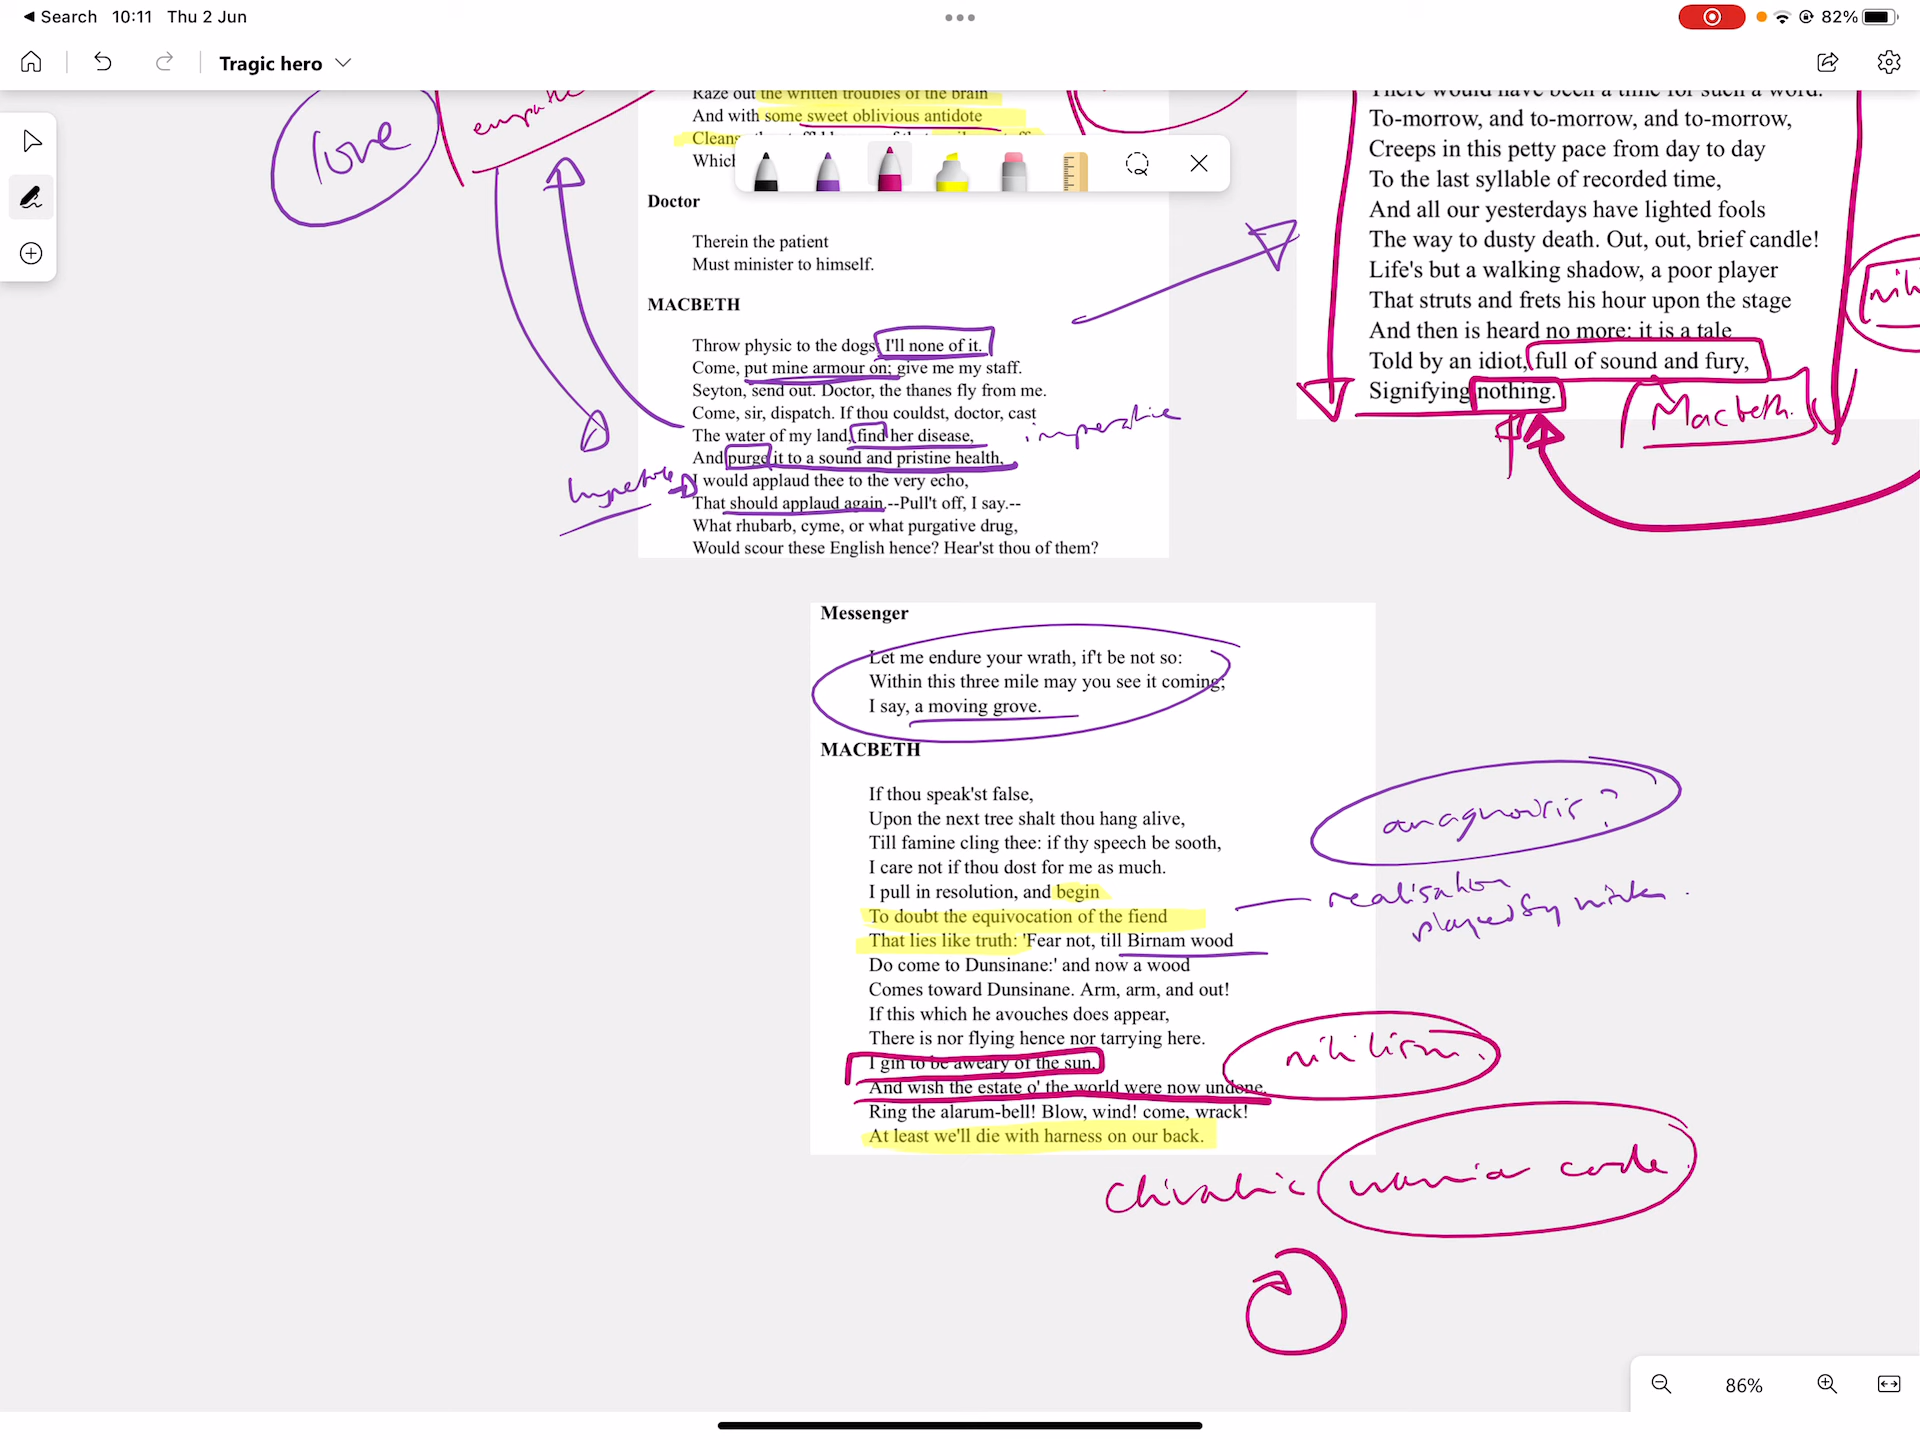 Search 10:11 Thu 2 Jun
82%
Tragic hero
love
empathe
Raze out the written troubles of the brain
And with some sweet oblivious antidote
Cleanse
Which
Doctor
Therein the patient
Must minister to himself.
MACBETH
Throw physic to the dogs; I'll none of it.
Come, put mine armour on; give me my staff.
Seyton, send out. Doctor, the thanes fly from me.
Come, sir, dispatch. If thou couldst, doctor, cast
The water of my land, find her disease,
imperative
And purge it to a sound and pristine health,
I would applaud thee to the very echo,
That should applaud again.--Pull't off, I say.--
What rhubarb, cyme, or what purgative drug,
Would scour these English hence? Hear'st thou of them?
There would have been a time for such a word.
To-morrow, and to-morrow, and to-morrow,
Creeps in this petty pace from day to day
To the last syllable of recorded time,
And all our yesterdays have lighted fools
The way to dusty death. Out, out, brief candle!
Life's but a walking shadow, a poor player
That struts and frets his hour upon the stage
And then is heard no more: it is a tale
Told by an idiot, full of sound and fury,
Signifying nothing.
Macbeth.
nih
Messenger
Let me endure your wrath, if't be not so:
Within this three mile may you see it coming;
I say, a moving grove.
MACBETH
If thou speak'st false,
Upon the next tree shalt thou hang alive,
Till famine cling thee: if thy speech be sooth,
I care not if thou dost for me as much.
I pull in resolution, and begin
To doubt the equivocation of the fiend
That lies like truth: 'Fear not, till Birnam wood
Do come to Dunsinane:' and now a wood
Comes toward Dunsinane. Arm, arm, and out!
If this which he avouches does appear,
There is nor flying hence nor tarrying here.
I gin to be aweary of the sun,
And wish the estate o' the world were now undone.
Ring the alarum-bell! Blow, wind! come, wrack!
At least we'll die with harness on our back.
anagnorisis?
realisation
played by witches.
nihilism.
Chivalric warrior code.
86%